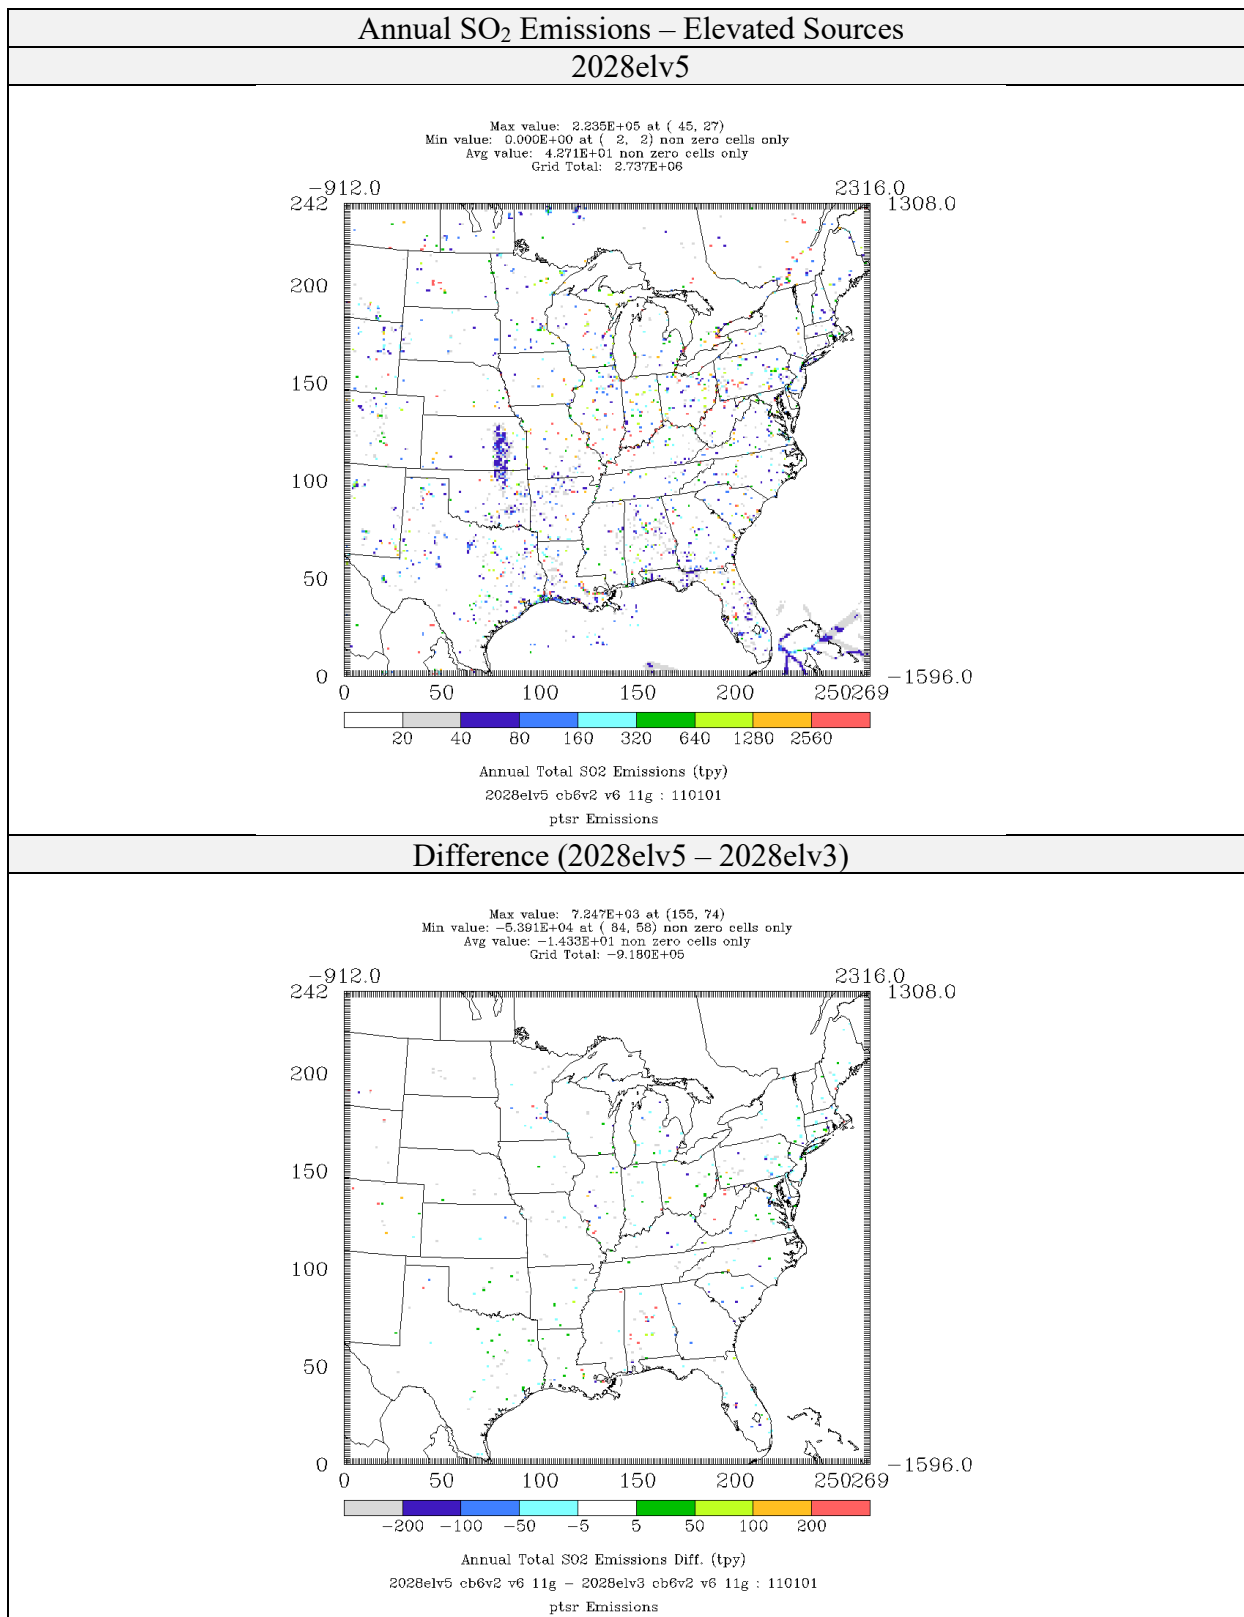 Annual SO₂ Emissions – Elevated Sources
2028elv5
Max value: 2.235E+05 at ( 45, 27)
Min value: 0.000E+00 at ( 2, 2) non zero cells only
Avg value: 4.271E+01 non zero cells only
Grid Total: 2.737E+06
−912.0 2316.0
242 1308.0
200
150
100
50
0 −1596.0
0 50 100 150 200 250269
20 40 80 160 320 640 1280 2560
Annual Total SO2 Emissions (tpy)
2028elv5 cb6v2 v6 11g : 110101
ptsr Emissions
Difference (2028elv5 – 2028elv3)
Max value: 7.247E+03 at (155, 74)
Min value: −5.391E+04 at ( 84, 58) non zero cells only
Avg value: −1.433E+01 non zero cells only
Grid Total: −9.180E+05
−912.0 2316.0
242 1308.0
200
150
100
50
0 −1596.0
0 50 100 150 200 250269
−200 −100 −50 −5 5 50 100 200
Annual Total SO2 Emissions Diff. (tpy)
2028elv5 cb6v2 v6 11g − 2028elv3 cb6v2 v6 11g : 110101
ptsr Emissions